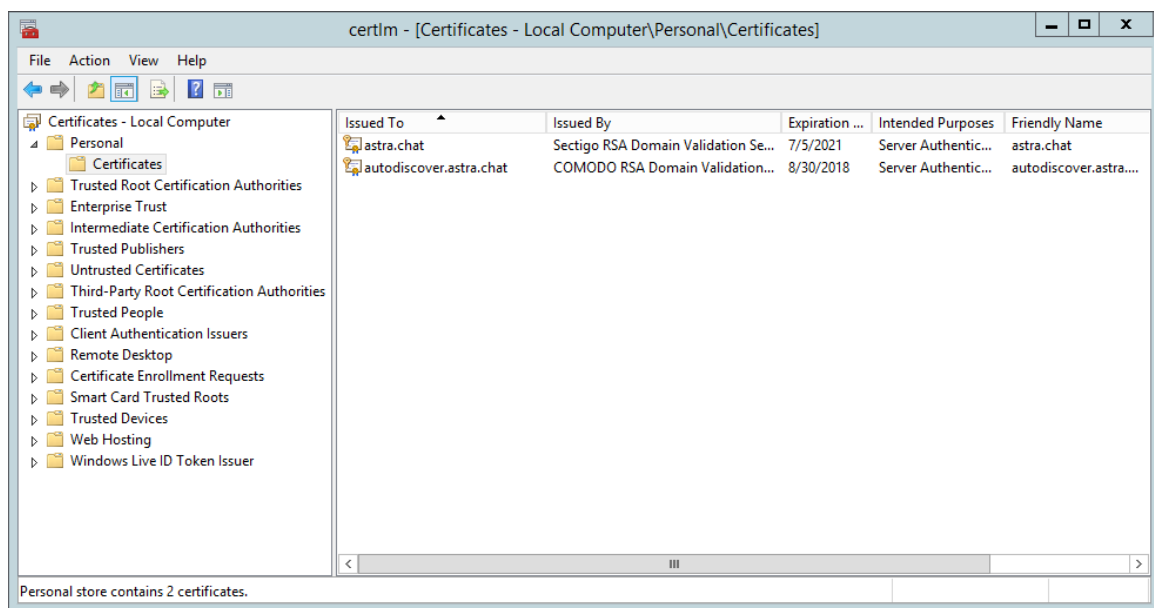 certlm - [Certificates - Local Computer\Personal\Certificates]
File Action View Help
Certificates - Local Computer
Personal
Certificates
Trusted Root Certification Authorities
Enterprise Trust
Intermediate Certification Authorities
Trusted Publishers
Untrusted Certificates
Third-Party Root Certification Authorities
Trusted People
Client Authentication Issuers
Remote Desktop
Certificate Enrollment Requests
Smart Card Trusted Roots
Trusted Devices
Web Hosting
Windows Live ID Token Issuer
Issued To Issued By Expiration ... Intended Purposes Friendly Name
astra.chat Sectigo RSA Domain Validation Se... 7/5/2021 Server Authentic... astra.chat
autodiscover.astra.chat COMODO RSA Domain Validation... 8/30/2018 Server Authentic... autodiscover.astra....
Personal store contains 2 certificates.